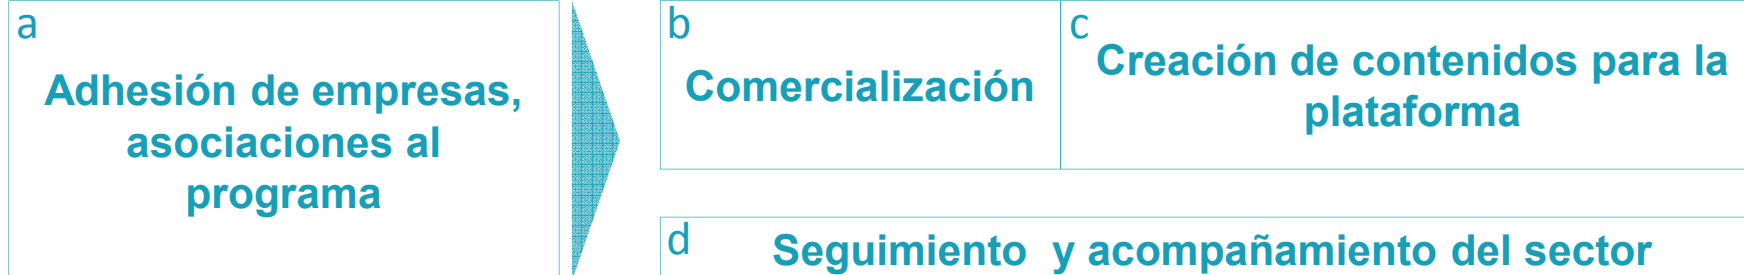 a
Adhesión de empresas,
asociaciones al
programa
b
Comercialización
c
Creación de contenidos para la
plataforma
d
Seguimiento  y acompañamiento del sector